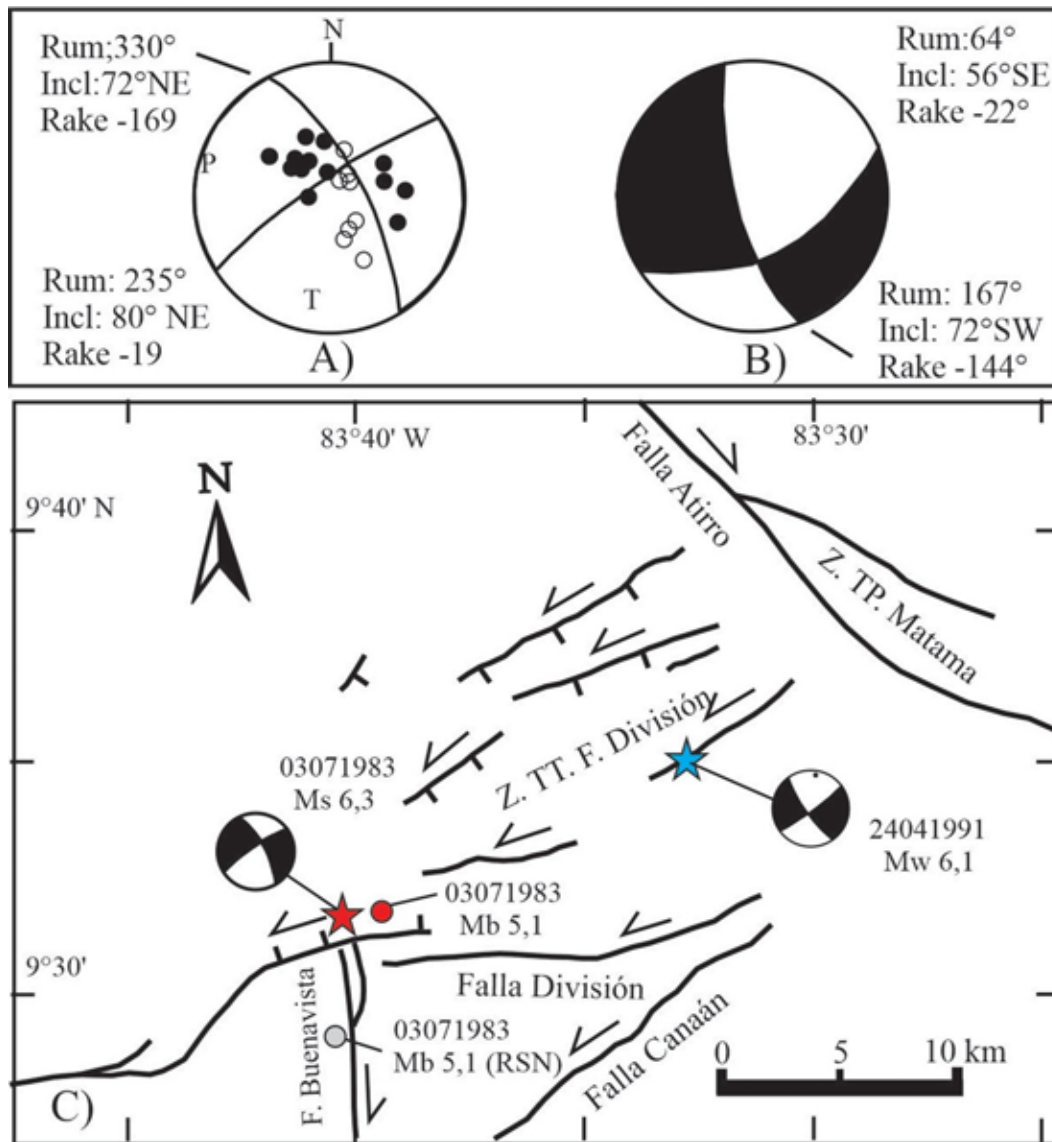 Rum;330°
Incl:72°NE
Rake -169
N
P
T
Rum: 235°
Incl: 80° NE
Rake -19
A)
Rum:64°
Incl: 56°SE
Rake -22°
Rum: 167°
Incl: 72°SW
Rake -144°
B)
83°40' W
83°30'
9°40' N
N
Falla Atirro
Z. TP. Matama
Z. TT. F. División
03071983
Ms 6,3
24041991
Mw 6,1
03071983
Mb 5,1
9°30'
Falla División
F. Buenavista
03071983
Mb 5,1 (RSN)
Falla Canaán
0 5 10 km
C)